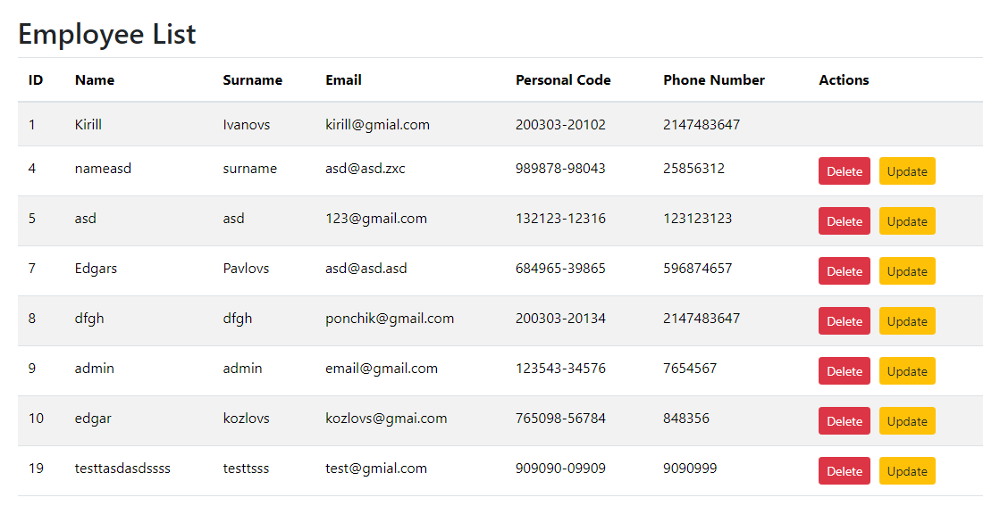 Employee List
ID Name Surname Email Personal Code Phone Number Actions
1 Kirill Ivanovs kirill@gmial.com 200303-20102 2147483647
4 nameasd surname asd@asd.zxc 989878-98043 25856312 Delete Update
5 asd asd 123@gmail.com 132123-12316 123123123 Delete Update
7 Edgars Pavlovs asd@asd.asd 684965-39865 596874657 Delete Update
8 dfgh dfgh ponchik@gmail.com 200303-20134 2147483647 Delete Update
9 admin admin email@gmail.com 123543-34576 7654567 Delete Update
10 edgar kozlovs kozlovs@gmai.com 765098-56784 848356 Delete Update
19 testtasdasdssss testtsss test@gmial.com 909090-09909 9090999 Delete Update